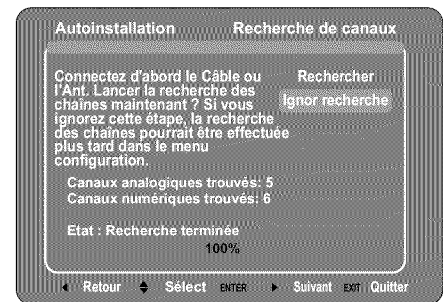 Autoinstallation Recherche de canaux
Connectez d'abord le Câble ou
l'Ant. Lancer la recherche des
chaînes maintenant ? Si vous
ignorez cette étape, la recherche
des chaînes pourrait être effectuée
plus tard dans le menu
configuration.
Rechercher
Ignor recherche
Canaux analogiques trouvés: 5
Canaux numériques trouvés: 6
Etat : Recherche terminée
100%
Retour Sélect ENTER Suivant EXIT Quitter